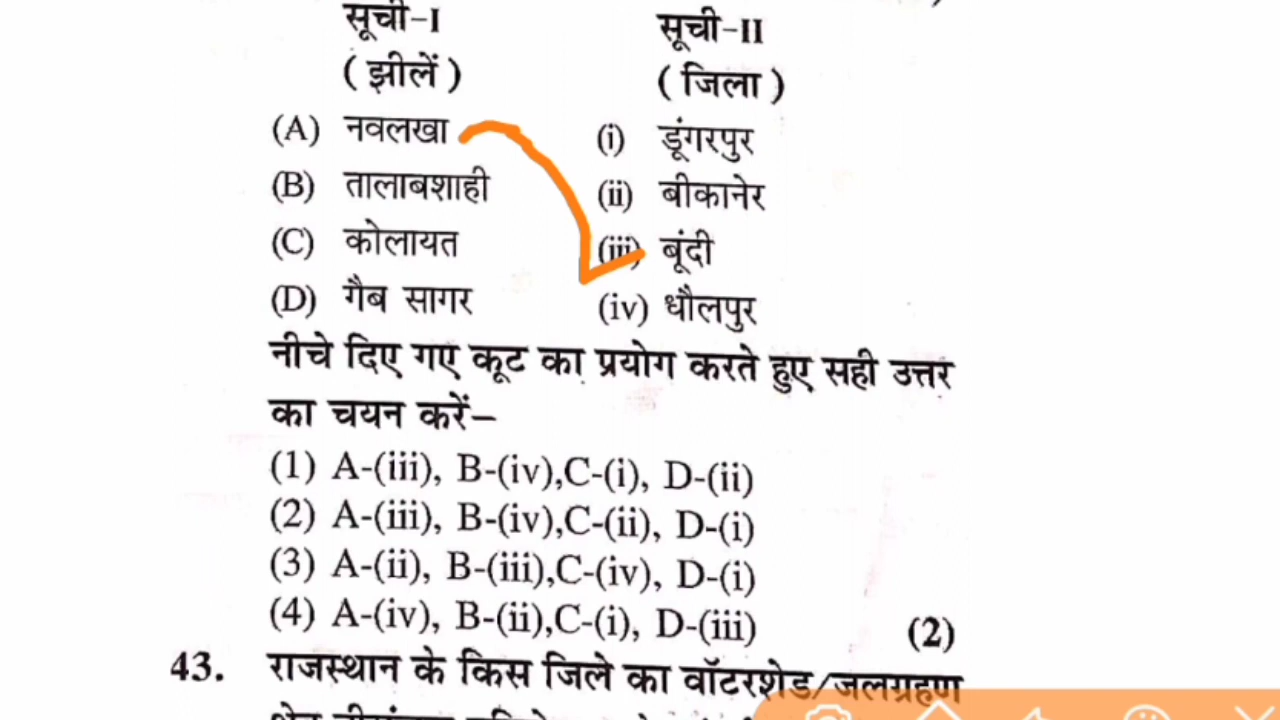 सूची-I सूची-II
(झीलें) (जिला)
(A) नवलखा (i) डूंगरपुर
(B) तालाबशाही (ii) बीकानेर
(C) कोलायत (iii) बूंदी
(D) गैब सागर (iv) धौलपुर
नीचे दिए गए कूट का प्रयोग करते हुए सही उत्तर
का चयन करें–
(1) A-(iii), B-(iv),C-(i), D-(ii)
(2) A-(iii), B-(iv),C-(ii), D-(i)
(3) A-(ii), B-(iii),C-(iv), D-(i)
(4) A-(iv), B-(ii),C-(i), D-(iii) (2)
43. राजस्थान के किस जिले का वॉटरशेड/जलग्रहण